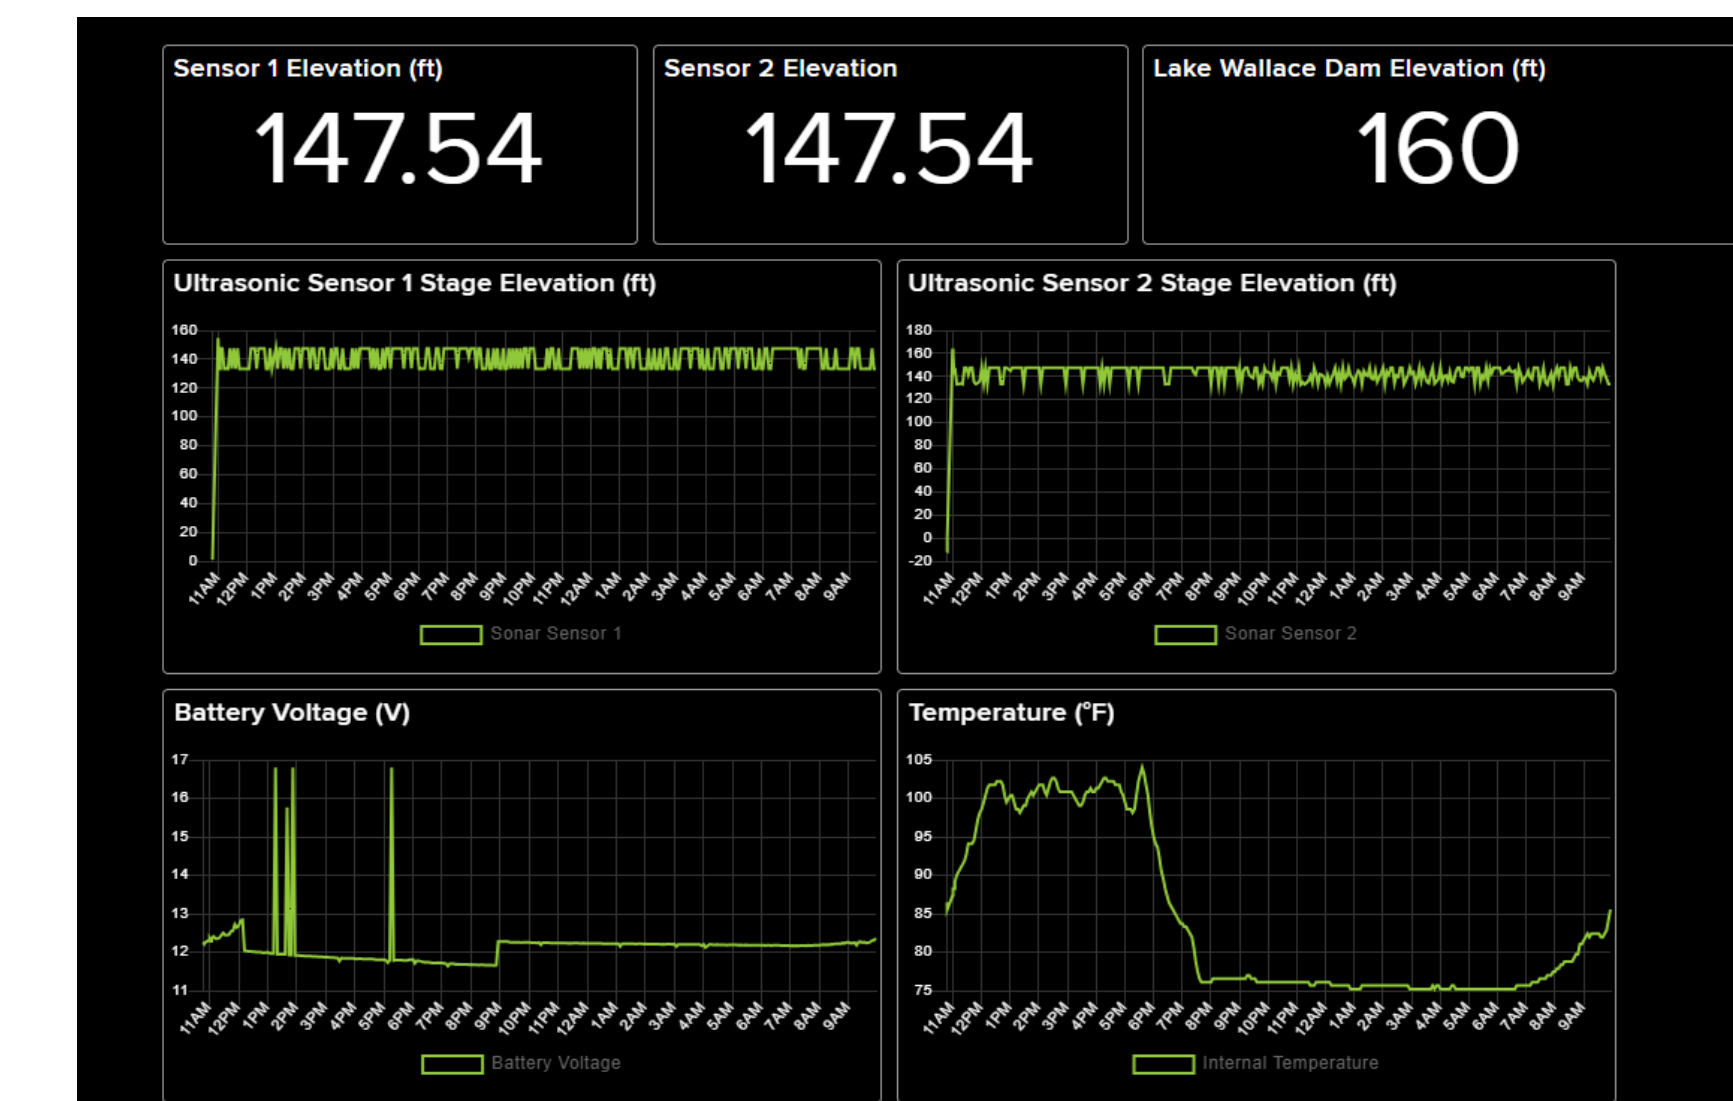 Sensor 1 Elevation (ft)
147.54
Sensor 2 Elevation
147.54
Lake Wallace Dam Elevation (ft)
160
Ultrasonic Sensor 1 Stage Elevation (ft)
160
140
120
100
80
60
40
20
0
11AM 12PM 1PM 2PM 3PM 4PM 5PM 6PM 7PM 8PM 9PM 10PM 11PM 12AM 1AM 2AM 3AM 4AM 5AM 6AM 7AM 8AM 9AM
Sonar Sensor 1
Ultrasonic Sensor 2 Stage Elevation (ft)
180
160
140
120
100
80
60
40
20
0
-20
11AM 12PM 1PM 2PM 3PM 4PM 5PM 6PM 7PM 8PM 9PM 10PM 11PM 12AM 1AM 2AM 3AM 4AM 5AM 6AM 7AM 8AM 9AM
Sonar Sensor 2
Battery Voltage (V)
17
16
15
14
13
12
11
11AM 12PM 1PM 2PM 3PM 4PM 5PM 6PM 7PM 8PM 9PM 10PM 11PM 12AM 1AM 2AM 3AM 4AM 5AM 6AM 7AM 8AM 9AM
Battery Voltage
Temperature (°F)
105
100
95
90
85
80
75
11AM 12PM 1PM 2PM 3PM 4PM 5PM 6PM 7PM 8PM 9PM 10PM 11PM 12AM 1AM 2AM 3AM 4AM 5AM 6AM 7AM 8AM 9AM
Internal Temperature